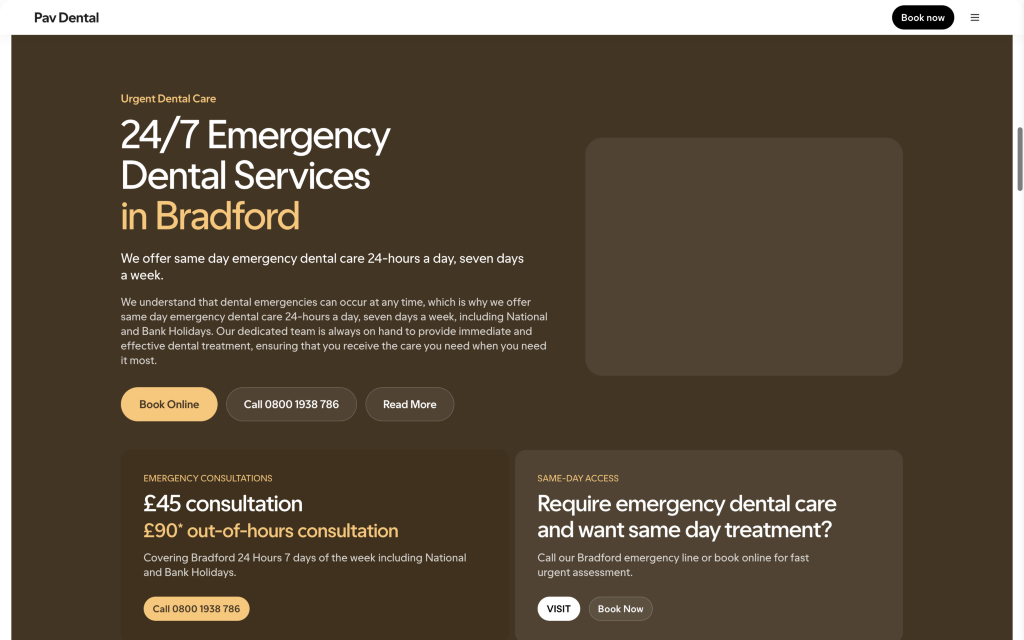 Pav Dental
Book now
Urgent Dental Care
24/7 Emergency
Dental Services
in Bradford
We offer same day emergency dental care 24-hours a day, seven days
a week.
We understand that dental emergencies can occur at any time, which is why we offer
same day emergency dental care 24-hours a day, seven days a week, including National
and Bank Holidays. Our dedicated team is always on hand to provide immediate and
effective dental treatment, ensuring that you receive the care you need when you need
it most.
Book Online
Call 0800 1938 786
Read More
EMERGENCY CONSULTATIONS
£45 consultation
£90* out-of-hours consultation
Covering Bradford 24 Hours 7 days of the week including National
and Bank Holidays.
Call 0800 1938 786
SAME-DAY ACCESS
Require emergency dental care
and want same day treatment?
Call our Bradford emergency line or book online for fast
urgent assessment.
VISIT
Book Now